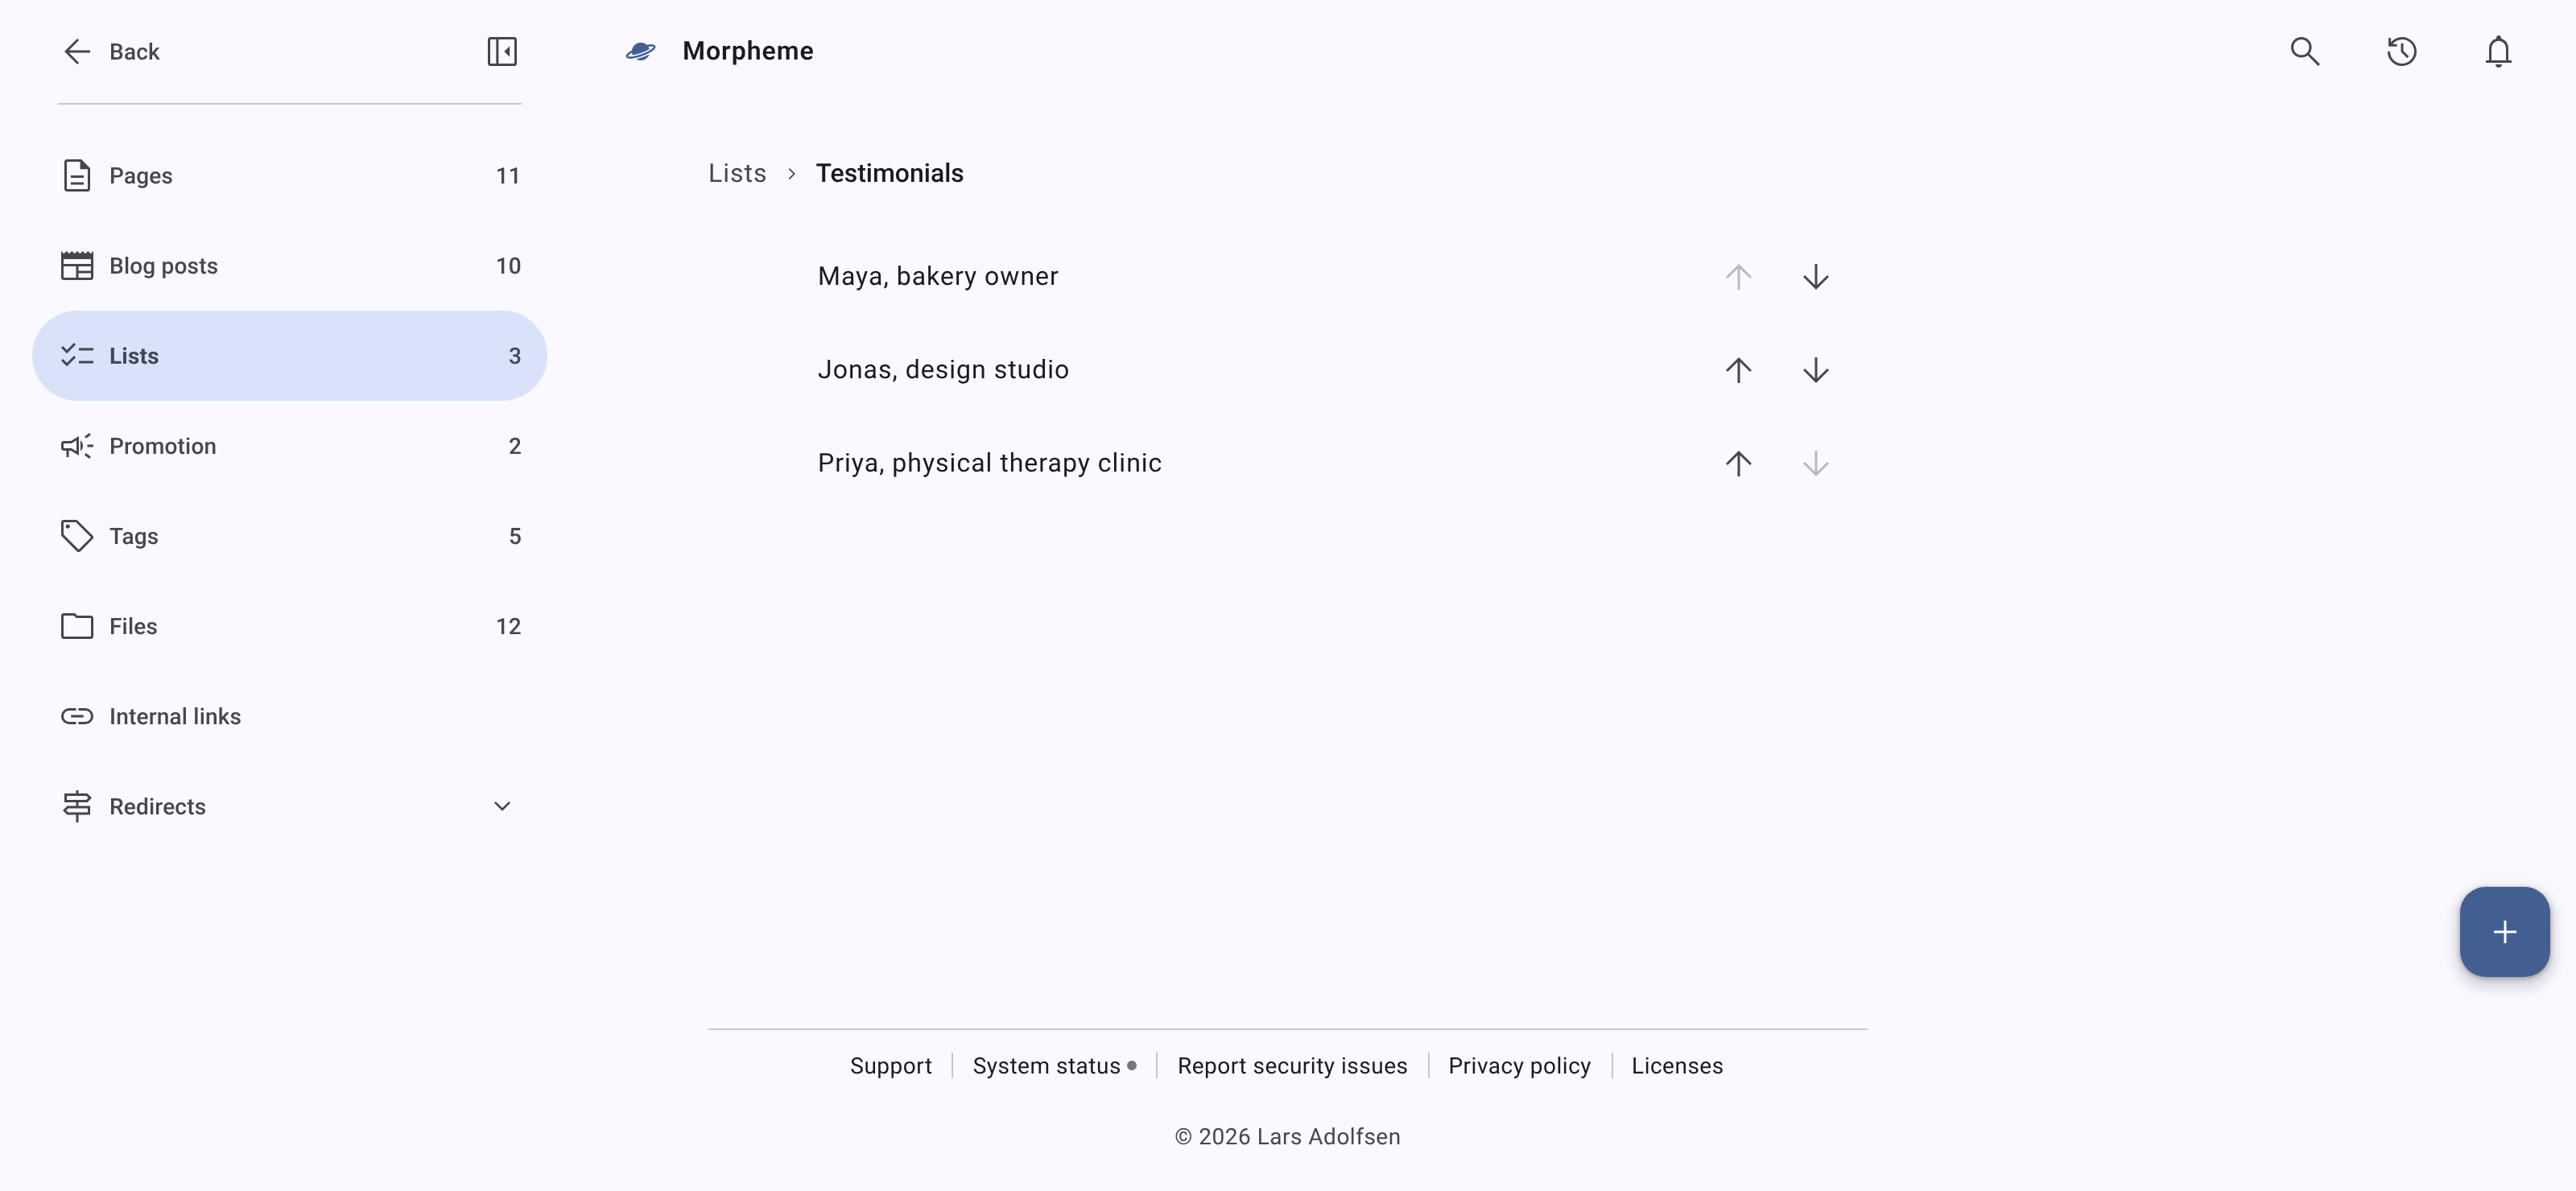 Back
Morpheme
Pages 11
Blog posts 10
Lists 3
Promotion 2
Tags 5
Files 12
Internal links
Redirects
Lists › Testimonials
Maya, bakery owner
Jonas, design studio
Priya, physical therapy clinic
Support
System status
Report security issues
Privacy policy
Licenses
© 2026 Lars Adolfsen